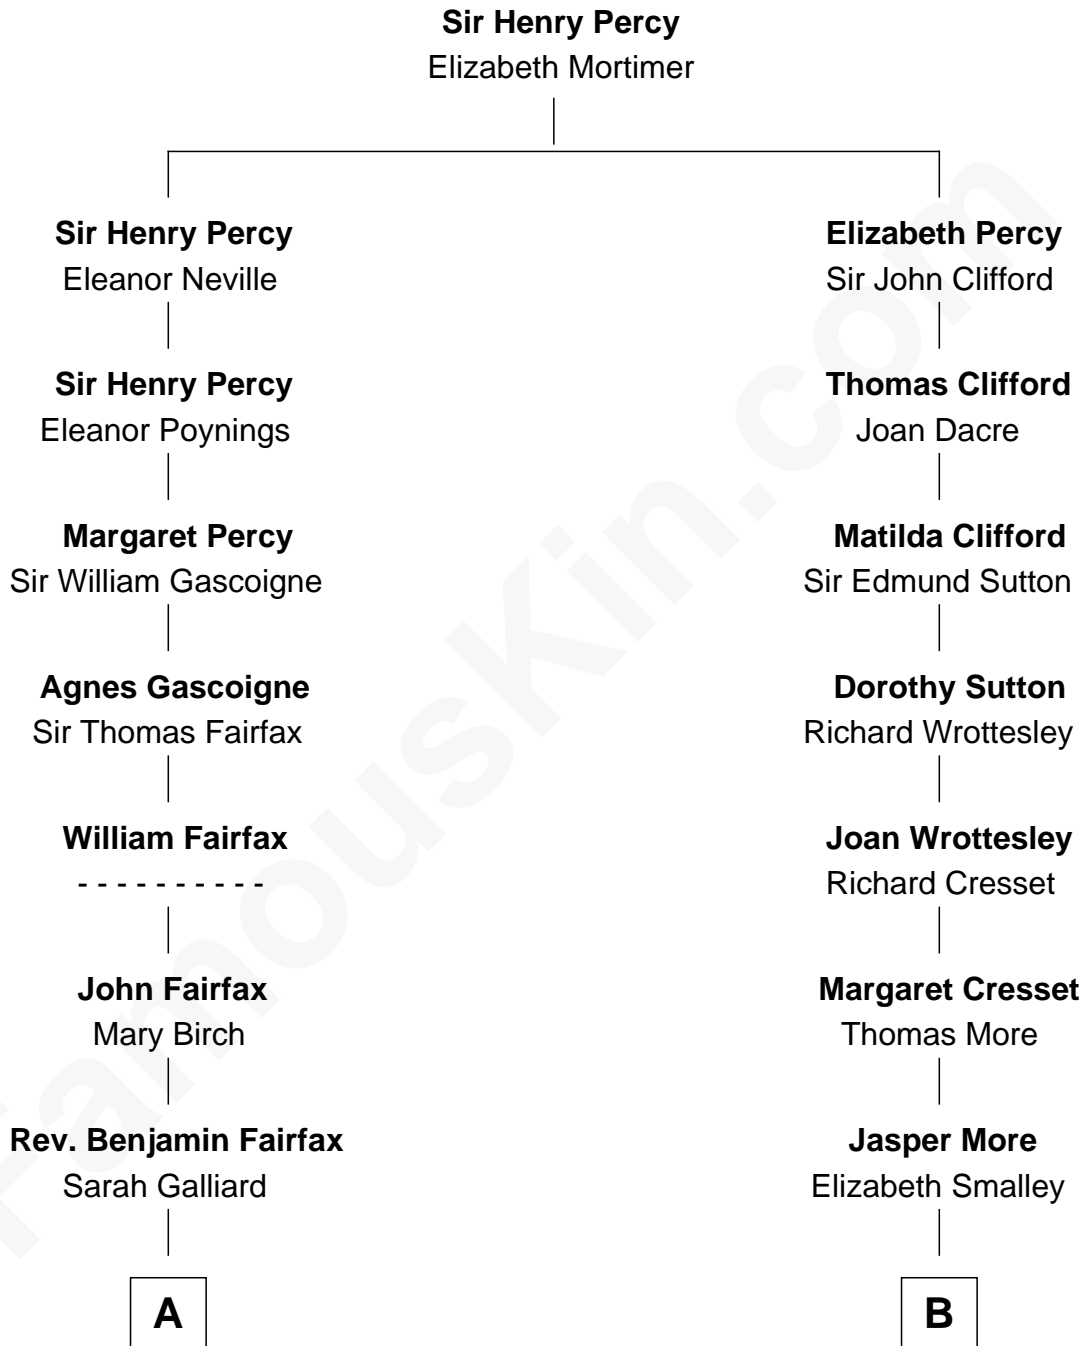 Sir Henry Percy
Elizabeth Mortimer
Sir Henry Percy
Eleanor Neville
Elizabeth Percy
Sir John Clifford
Sir Henry Percy
Eleanor Poynings
Thomas Clifford
Joan Dacre
Margaret Percy
Sir William Gascoigne
Matilda Clifford
Sir Edmund Sutton
Agnes Gascoigne
Sir Thomas Fairfax
Dorothy Sutton
Richard Wrottesley
William Fairfax
- - - - - - - - - -
Joan Wrottesley
Richard Cresset
John Fairfax
Mary Birch
Margaret Cresset
Thomas More
Rev. Benjamin Fairfax
Sarah Galliard
Jasper More
Elizabeth Smalley
A
B
FamousKin.com